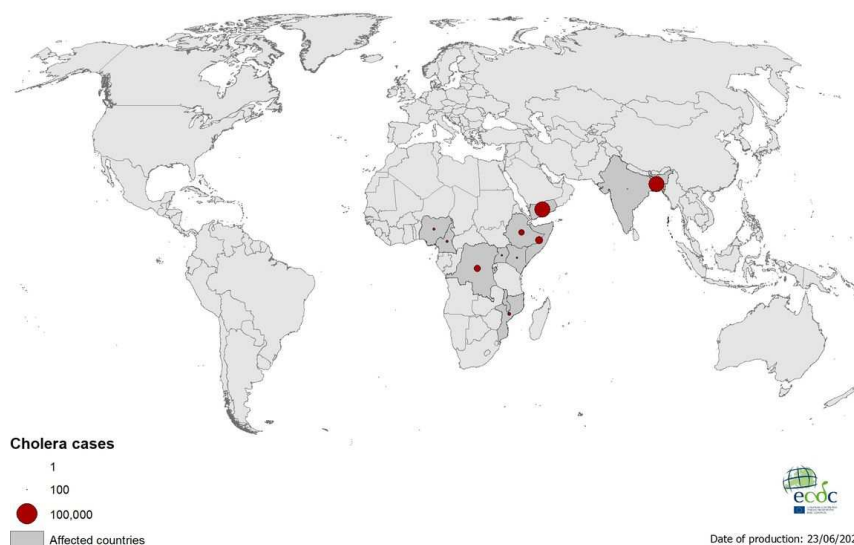 Cholera cases
1
100
100,000
Affected countries
ecdc
Date of production: 23/06/202